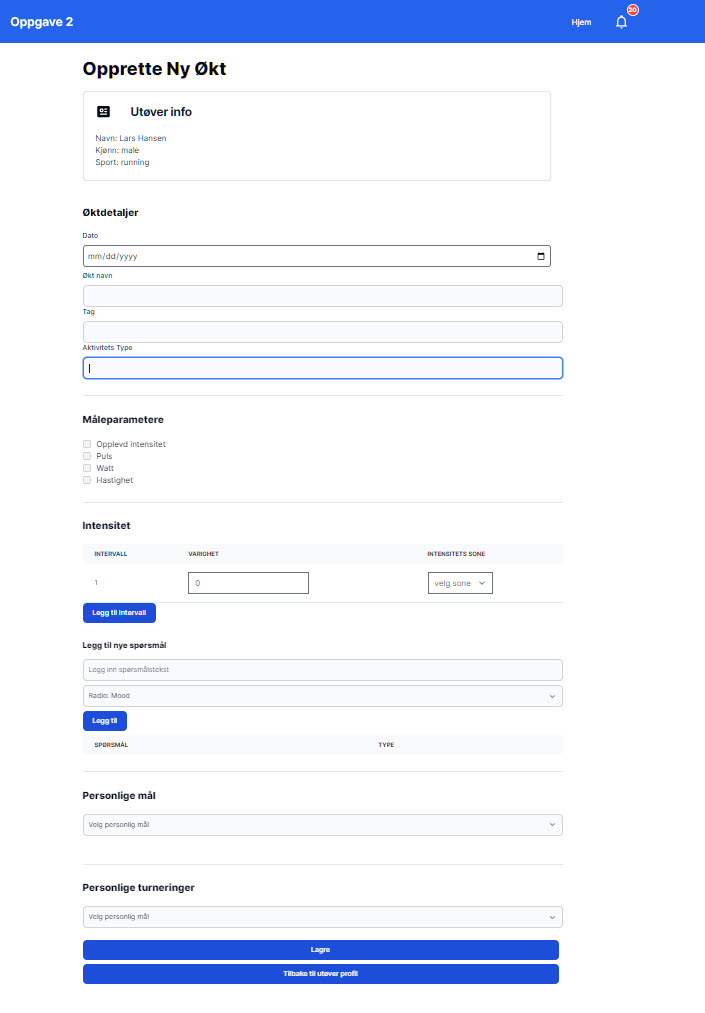 Oppgave 2
Hjem
20
Opprette Ny Økt
Utøver info
Navn: Lars Hansen
Kjønn: male
Sport: running
Øktdetaljer
Dato
mm/dd/yyyy
Økt navn
Tag
Aktivitets Type
Måleparametere
Opplevd intensitet
Puls
Watt
Hastighet
Intensitet
INTERVALL VARIGHET INTENSITETS SONE
1 0 velg sone
Legg til Intervall
Legg til nye spørsmål
Legg inn spørsmålstekst
Radio: Mood
Legg til
SPØRSMÅL TYPE
Personlige mål
Velg personlig mål
Personlige turneringer
Velg personlig mål
Lagre
Tilbake til utøver profil